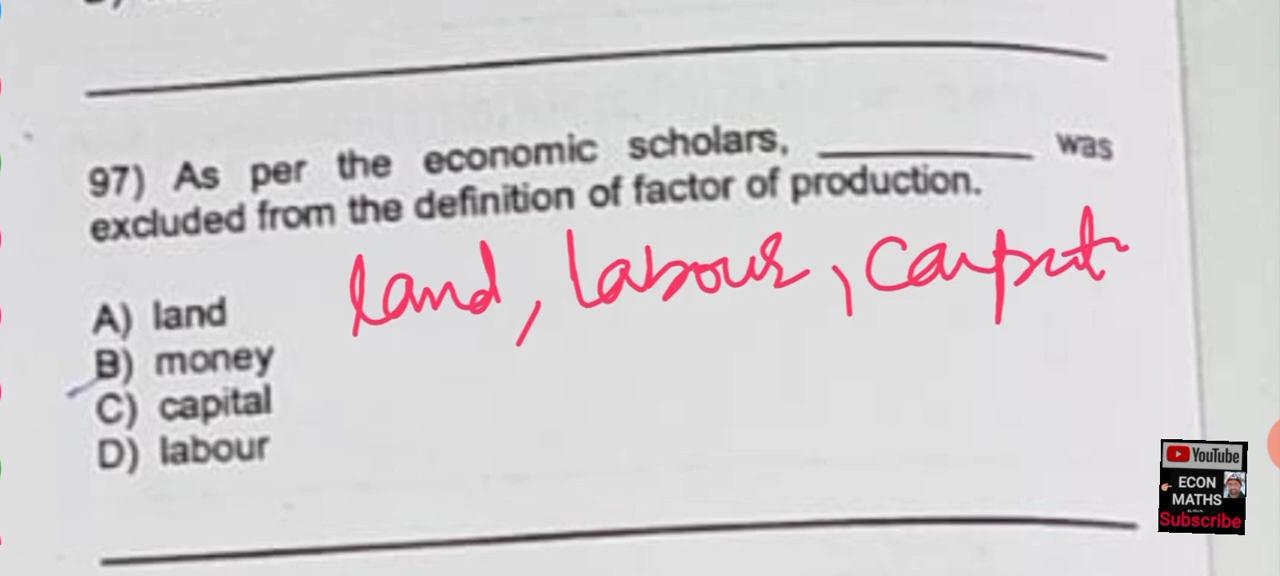 97) As per the economic scholars, __________ was
excluded from the definition of factor of production.
land, labour,
A) land
B) money
C) capital
D) labour
YouTube
ECON
MATHS
Subscribe